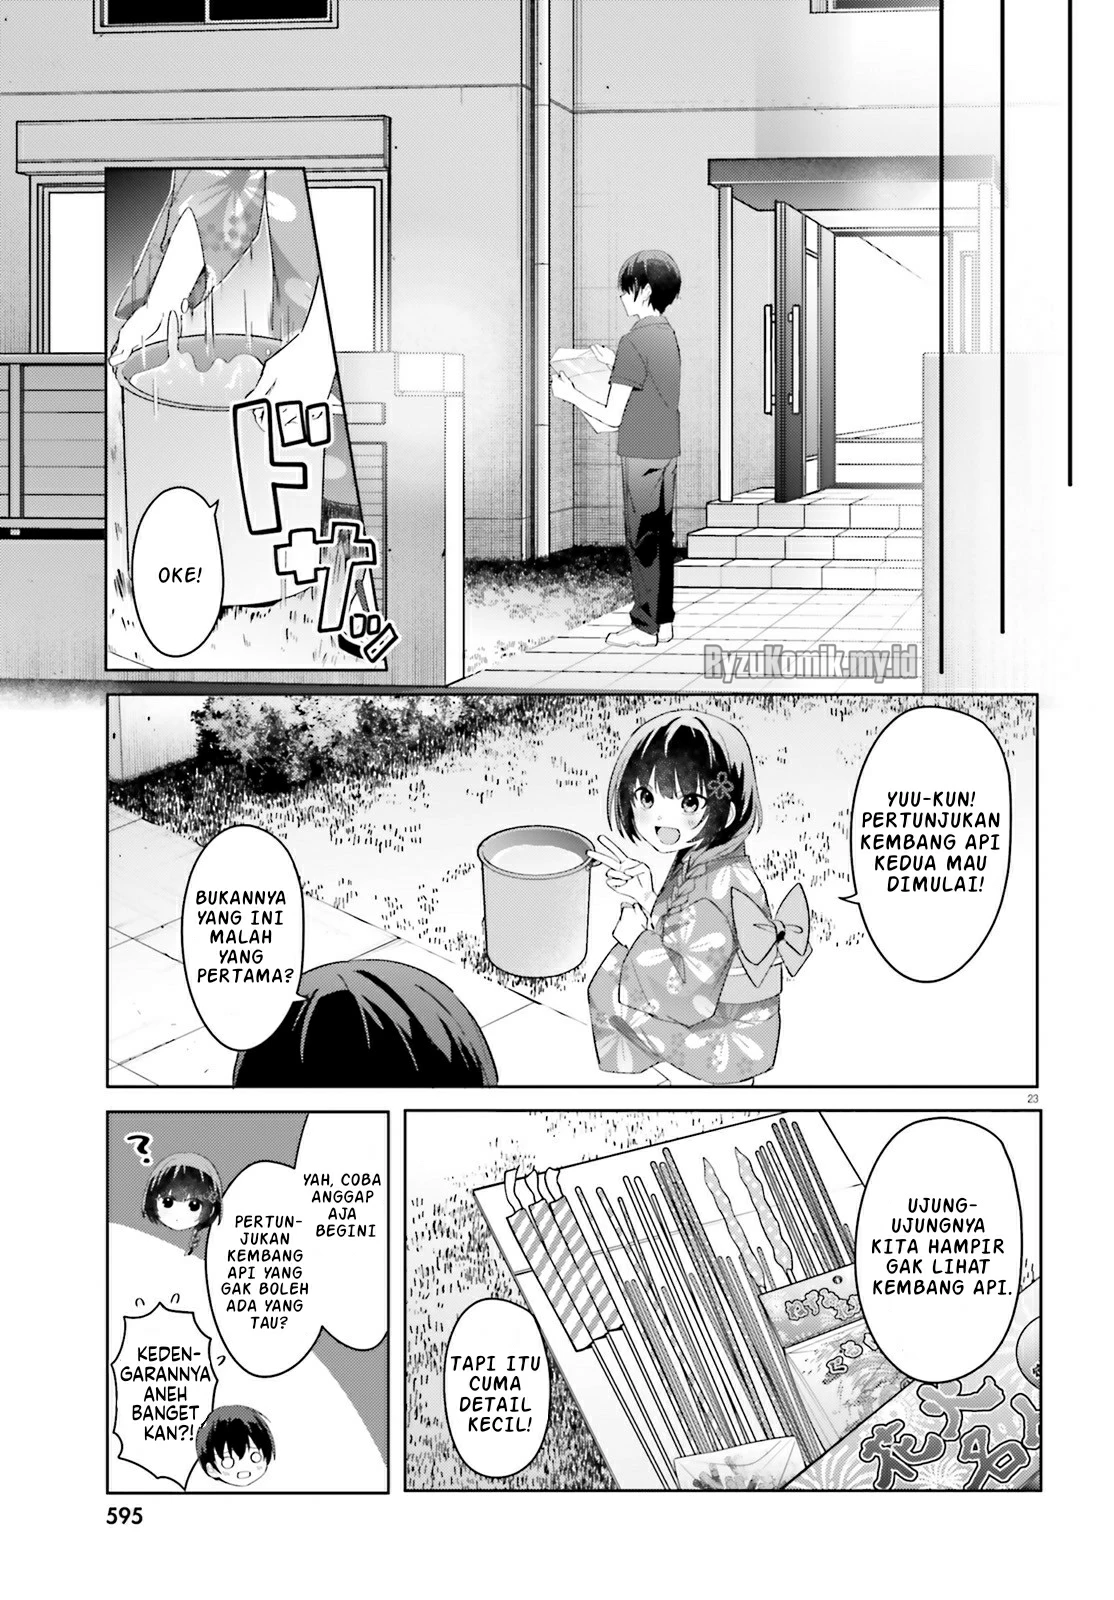 ドドサッ
OKE!
RyzuKomik.my.id
YUU-KUN!
PERTUNJUKAN
KEMBANG API
KEDUA MAU
DIMULAI!
BUKANNYA
YANG INI
MALAH
YANG
PERTAMA?
23
UJUNG-
UJUNGNYA
KITA HAMPIR
GAK LIHAT
KEMBANG API.
TAPI ITU
CUMA
DETAIL
KECIL!
YAH, COBA
ANGGAP
AJA
BEGINI
PERTUN-
JUKAN
KEMBANG
API YANG
GAK BOLEH
ADA YANG
TAU?
?
KEDEN-
GARANNYA
ANEH
BANGET
KAN?!
595